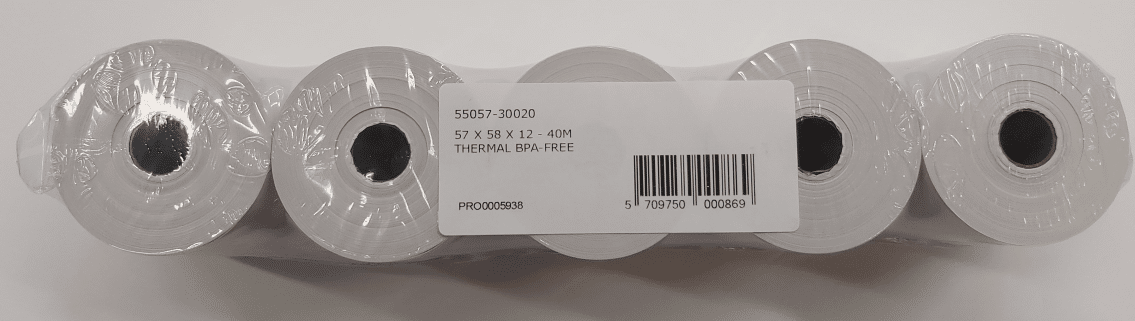 55057-30020
57 X 58 X 12 - 40M
THERMAL BPA-FREE
PRO0005938
5 709750 000869